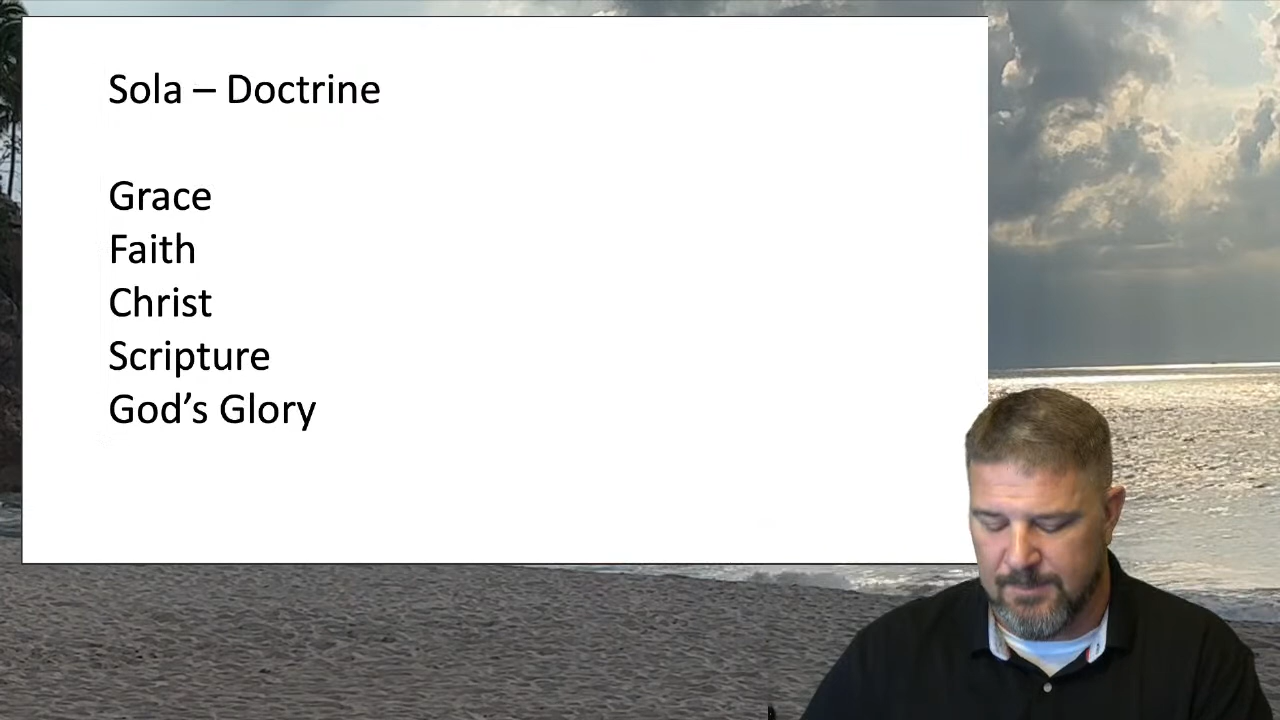 Sola – Doctrine
Grace
Faith
Christ
Scripture
God’s Glory